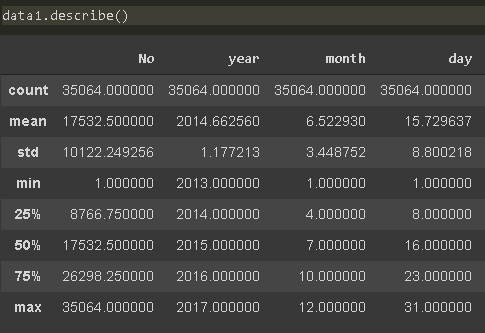 data1.describe()
No year month day
count 35064.000000 35064.000000 35064.000000 35064.000000
mean 17532.500000 2014.662560 6.522930 15.729637
std 10122.249256 1.177213 3.448752 8.800218
min 1.000000 2013.000000 1.000000 1.000000
25% 8766.750000 2014.000000 4.000000 8.000000
50% 17532.500000 2015.000000 7.000000 16.000000
75% 26298.250000 2016.000000 10.000000 23.000000
max 35064.000000 2017.000000 12.000000 31.000000